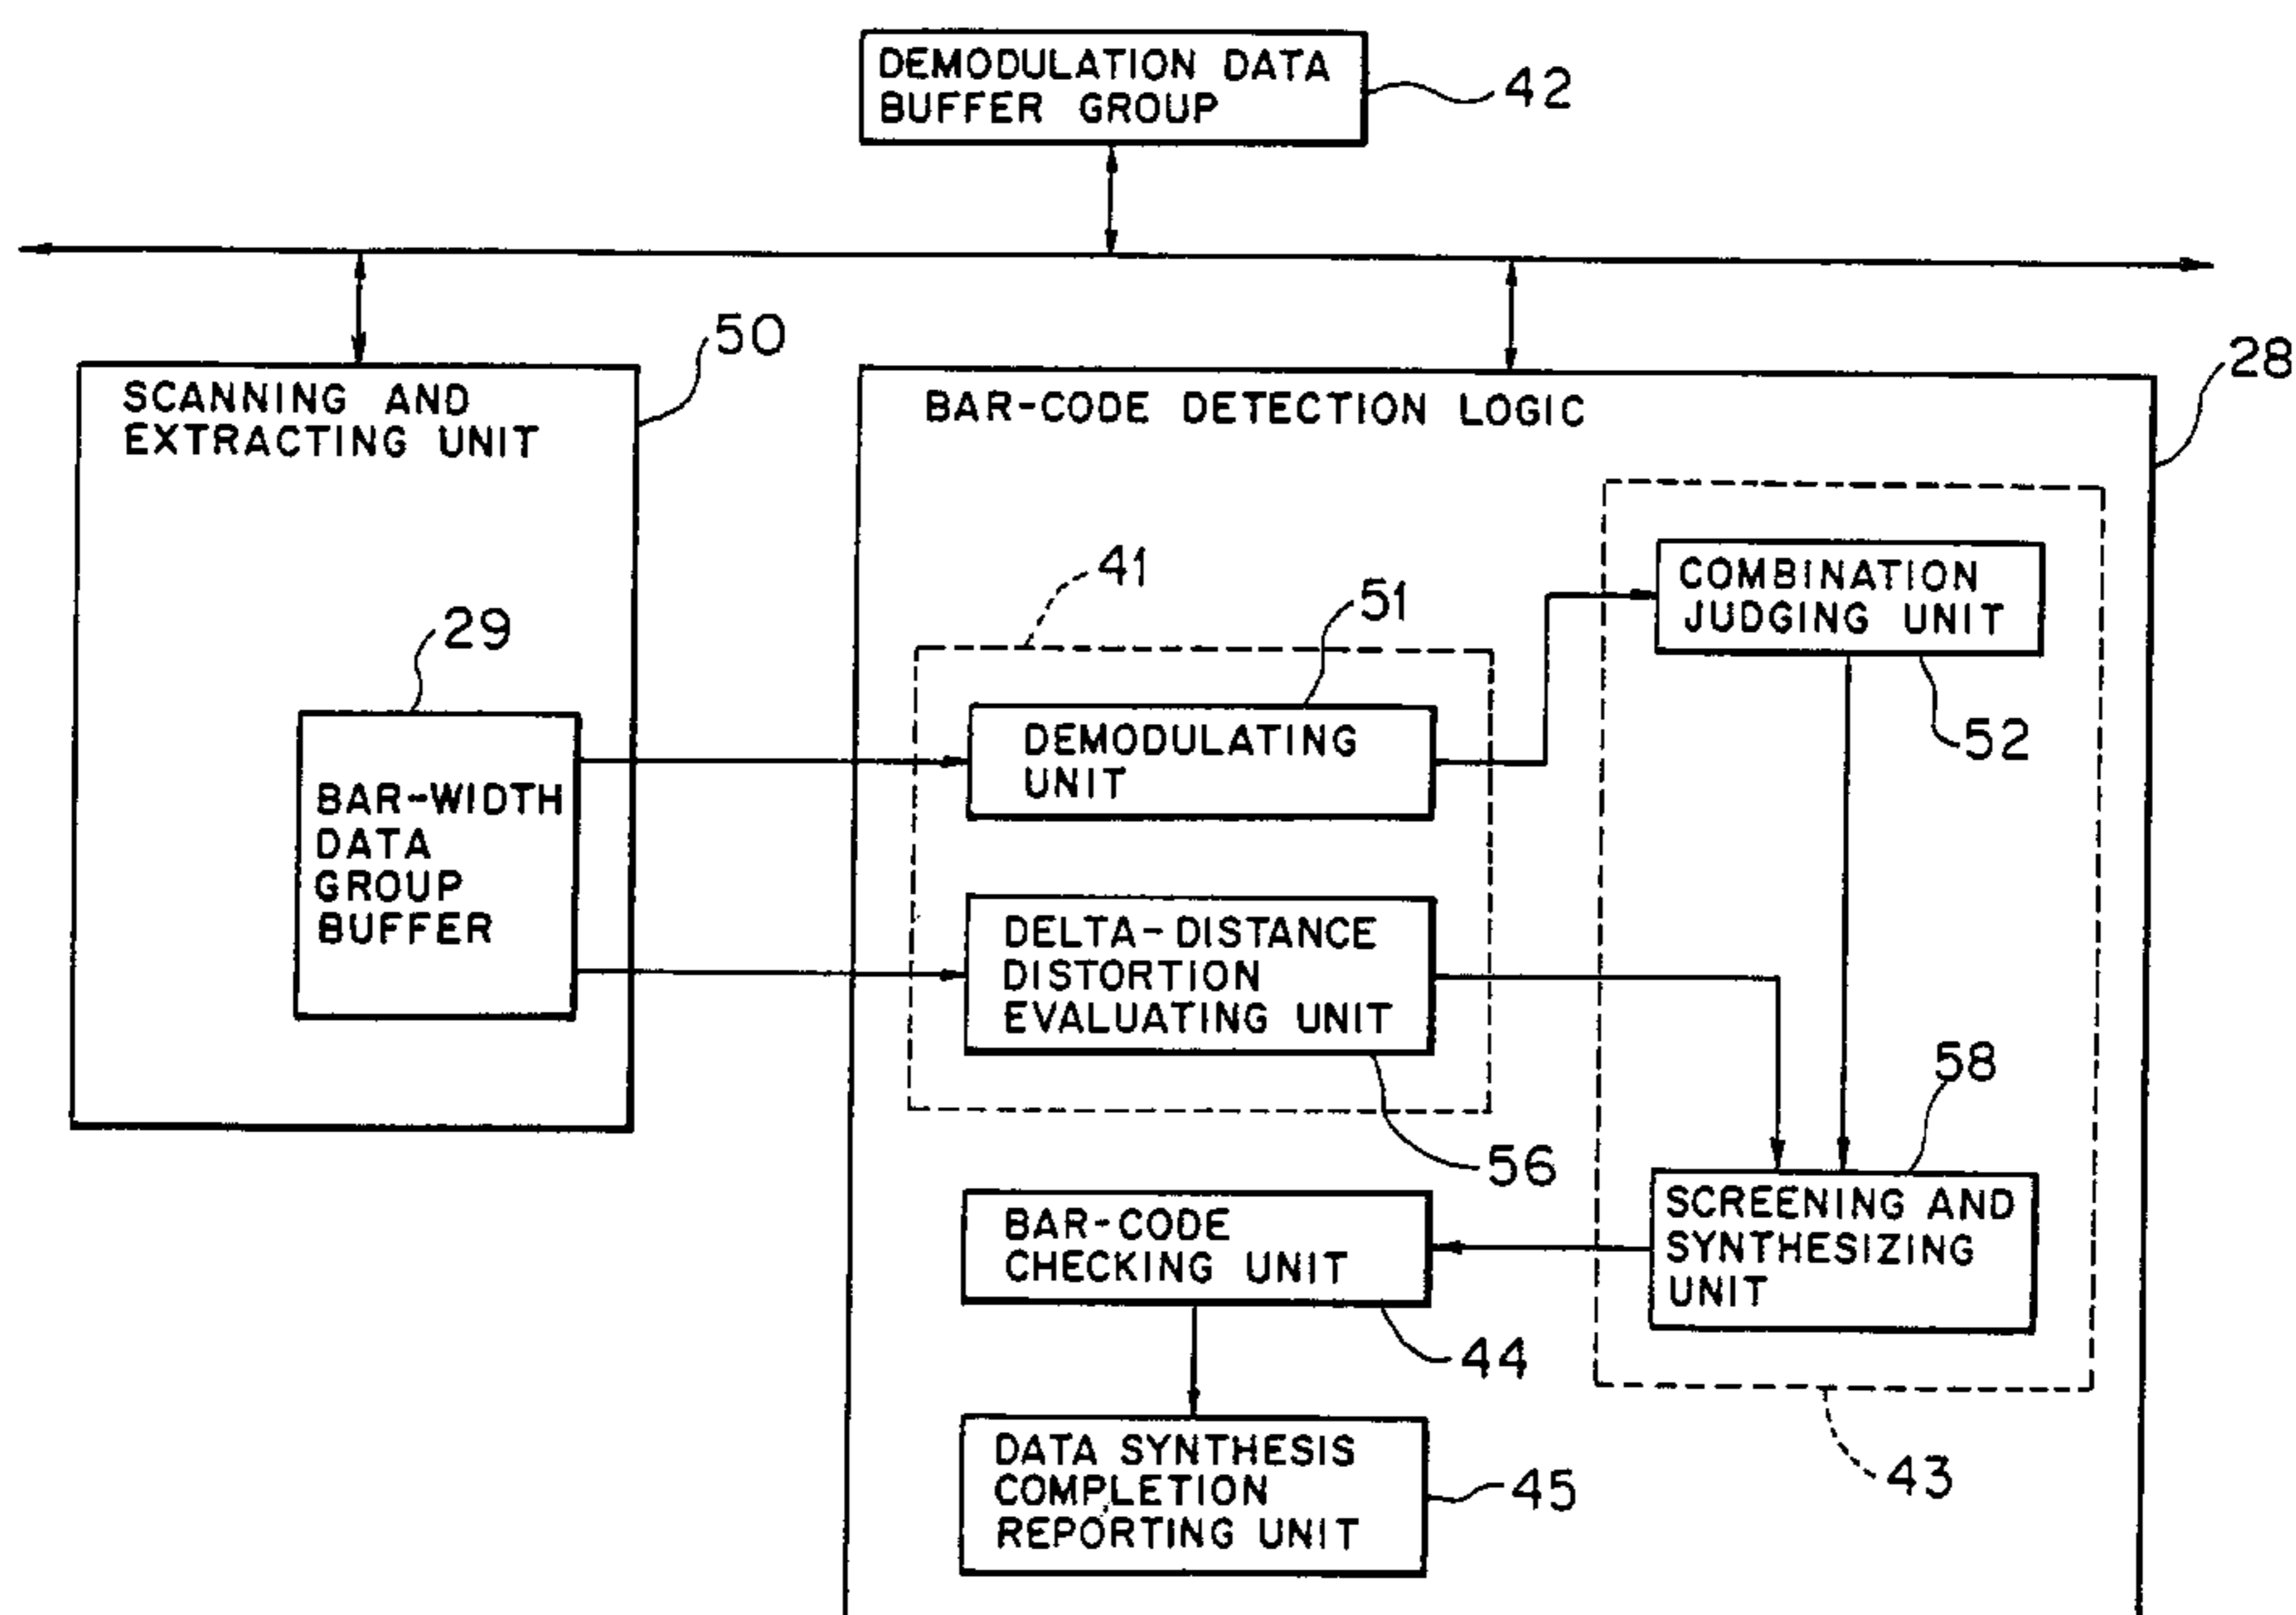 DEMODULATION DATA
BUFFER GROUP
42
50
28
SCANNING AND
EXTRACTING UNIT
BAR-CODE DETECTION LOGIC
41
51
COMBINATION
JUDGING UNIT
29
52
DEMODULATING
UNIT
BAR-WIDTH
DATA
GROUP
BUFFER
DELTA-DISTANCE
DISTORTION
EVALUATING UNIT
58
56
SCREENING AND
SYNTHESIZING
UNIT
BAR-CODE
CHECKING UNIT
44
DATA SYNTHESIS
COMPLETION
REPORTING UNIT
45
43